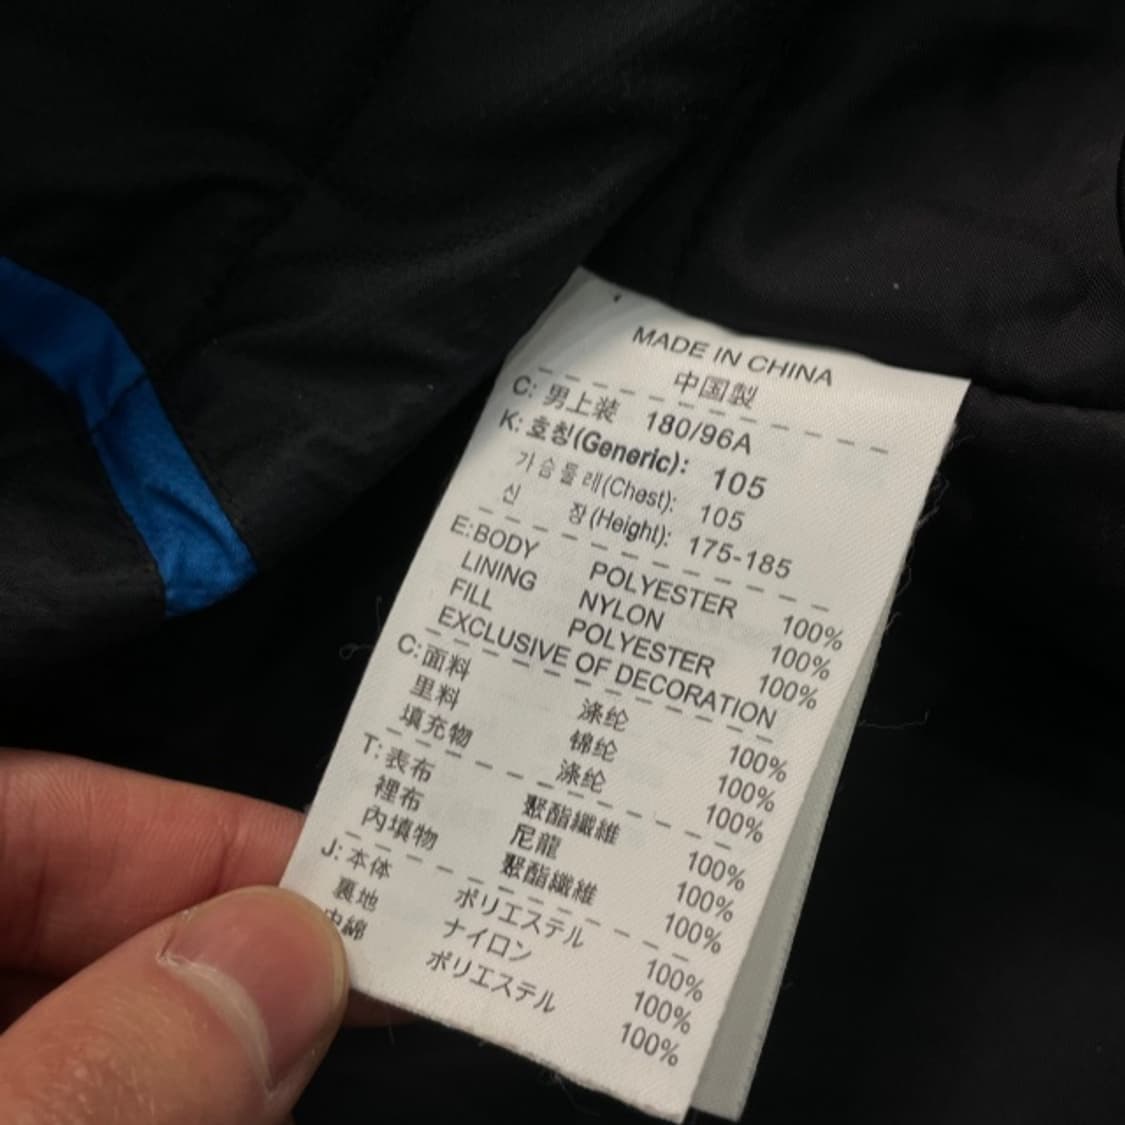 MADE IN CHINA
中国製
C: 男上装 180/96A
K: 호칭(Generic): 105
가슴둘레(Chest): 105
신 장(Height): 175-185
E:BODY POLYESTER 100%
LINING NYLON 100%
FILL POLYESTER 100%
EXCLUSIVE OF DECORATION
C:面料 涤纶 100%
里料 锦纶 100%
填充物 涤纶 100%
T:表布 聚酯纖維 100%
裡布 尼龍 100%
內填物 聚酯纖維 100%
J:本体 ポリエステル 100%
裏地 ナイロン 100%
中綿 ポリエステル 100%